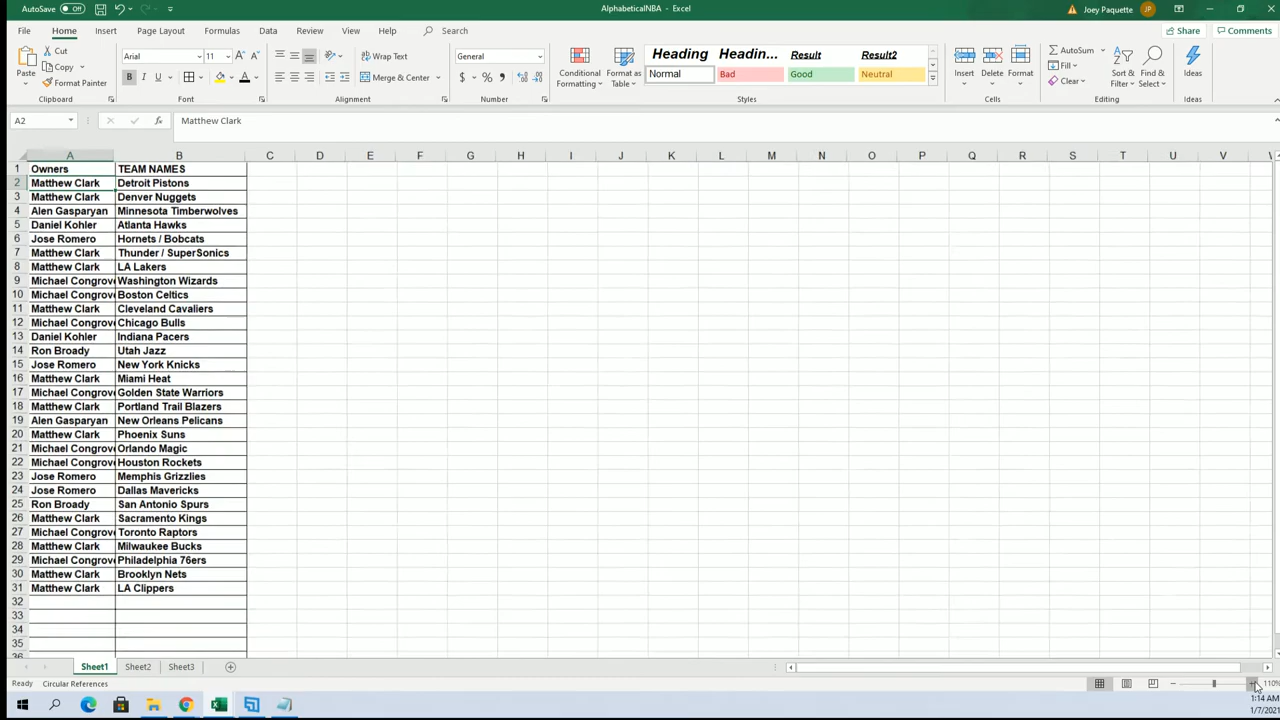 AutoSave Off AlphabeticalNBA - Excel Joey Paquette JP
File Home Insert Page Layout Formulas Data Review View Help Search Share Comments
Paste Cut Copy Format Painter Clipboard
Arial 11 B I U A Font
Wrap Text Merge & Center Alignment
General $ % Number
Conditional Formatting Format as Table
Heading Headin... Result Result2
Normal Bad Good Neutral
Styles
Insert Delete Format Cells
AutoSum Fill Clear Sort & Filter Find & Select Editing
Ideas Ideas
A2 fx Matthew Clark
A B C D E F G H I J K L M N O P Q R S T U V
1 Owners TEAM NAMES
2 Matthew Clark Detroit Pistons
3 Matthew Clark Denver Nuggets
4 Alen Gasparyan Minnesota Timberwolves
5 Daniel Kohler Atlanta Hawks
6 Jose Romero Hornets / Bobcats
7 Matthew Clark Thunder / SuperSonics
8 Matthew Clark LA Lakers
9 Michael Congrov Washington Wizards
10 Michael Congrov Boston Celtics
11 Matthew Clark Cleveland Cavaliers
12 Michael Congrov Chicago Bulls
13 Daniel Kohler Indiana Pacers
14 Ron Broady Utah Jazz
15 Jose Romero New York Knicks
16 Matthew Clark Miami Heat
17 Michael Congrov Golden State Warriors
18 Matthew Clark Portland Trail Blazers
19 Alen Gasparyan New Orleans Pelicans
20 Matthew Clark Phoenix Suns
21 Michael Congrov Orlando Magic
22 Michael Congrov Houston Rockets
23 Jose Romero Memphis Grizzlies
24 Jose Romero Dallas Mavericks
25 Ron Broady San Antonio Spurs
26 Matthew Clark Sacramento Kings
27 Michael Congrov Toronto Raptors
28 Matthew Clark Milwaukee Bucks
29 Michael Congrov Philadelphia 76ers
30 Matthew Clark Brooklyn Nets
31 Matthew Clark LA Clippers
32
33
34
35
36
Sheet1 Sheet2 Sheet3
Ready Circular References 110%
1:14 AM
1/7/2021